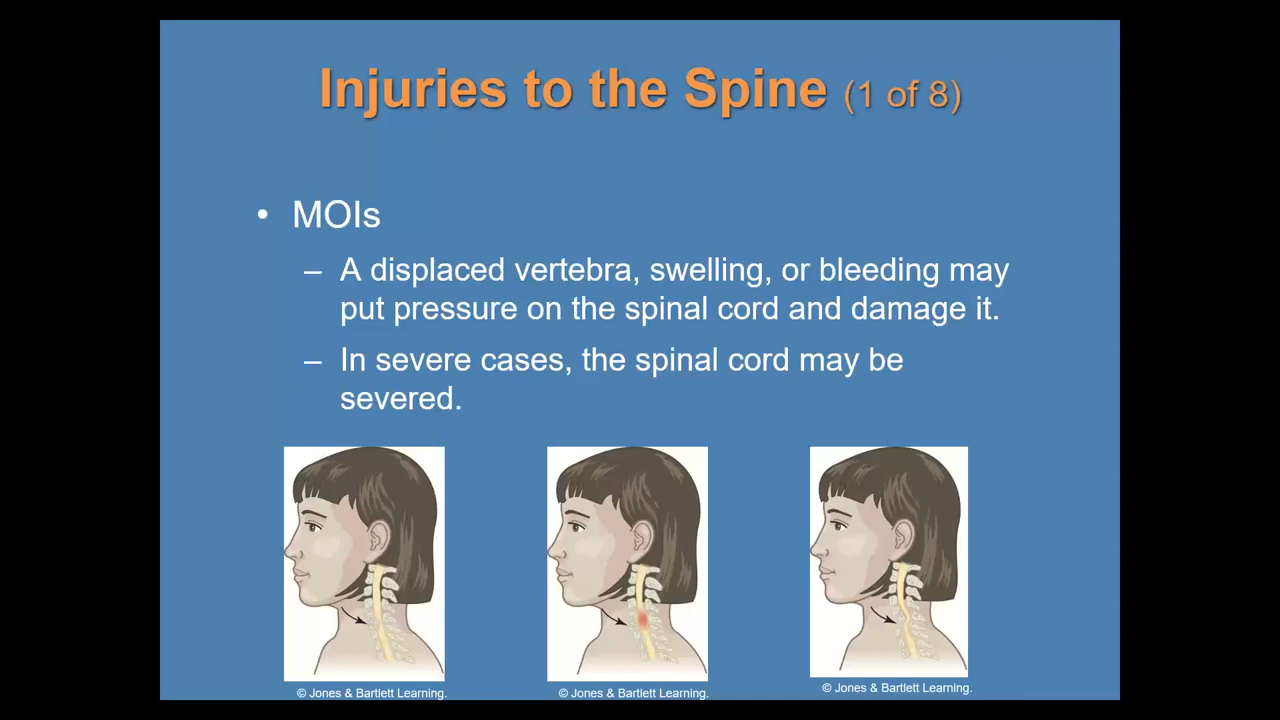 Injuries to the Spine (1 of 8)
• MOIs
– A displaced vertebra, swelling, or bleeding may
put pressure on the spinal cord and damage it.
– In severe cases, the spinal cord may be
severed.
© Jones & Bartlett Learning.
© Jones & Bartlett Learning.
© Jones & Bartlett Learning.